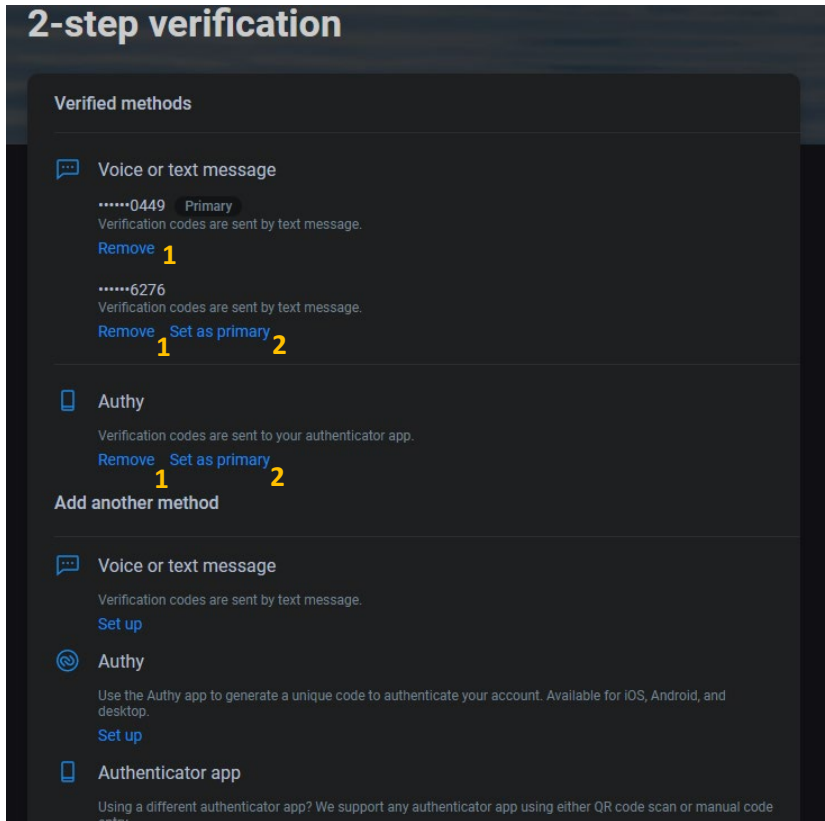 2-step verification
Verified methods
Voice or text message
••••••0449 Primary
Verification codes are sent by text message.
Remove 1
••••••6276
Verification codes are sent by text message.
Remove 1 Set as primary 2
Authy
Verification codes are sent to your authenticator app.
Remove 1 Set as primary 2
Add another method
Voice or text message
Verification codes are sent by text message.
Set up
Authy
Use the Authy app to generate a unique code to authenticate your account. Available for iOS, Android, and
desktop.
Set up
Authenticator app
Using a different authenticator app? We support any authenticator app using either QR code scan or manual code